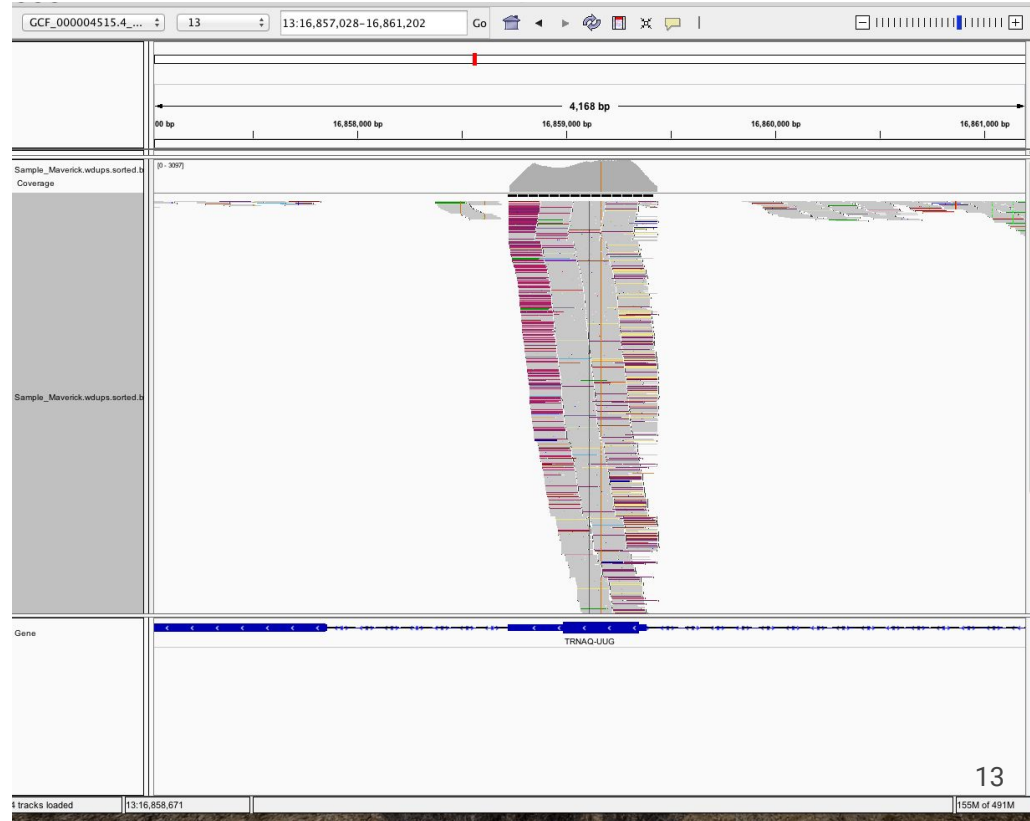 GCF_000004515.4_... 13 13:16,857,028-16,861,202 Go
4,168 bp
00 bp 16,858,000 bp 16,859,000 bp 16,860,000 bp 16,861,000 bp
Sample_Maverick.wdups.sorted.b [0 - 3097]
Coverage
Sample_Maverick.wdups.sorted.b
Gene
TRNAQ-UUG
13
tracks loaded 13:16,858,671 155M of 491M